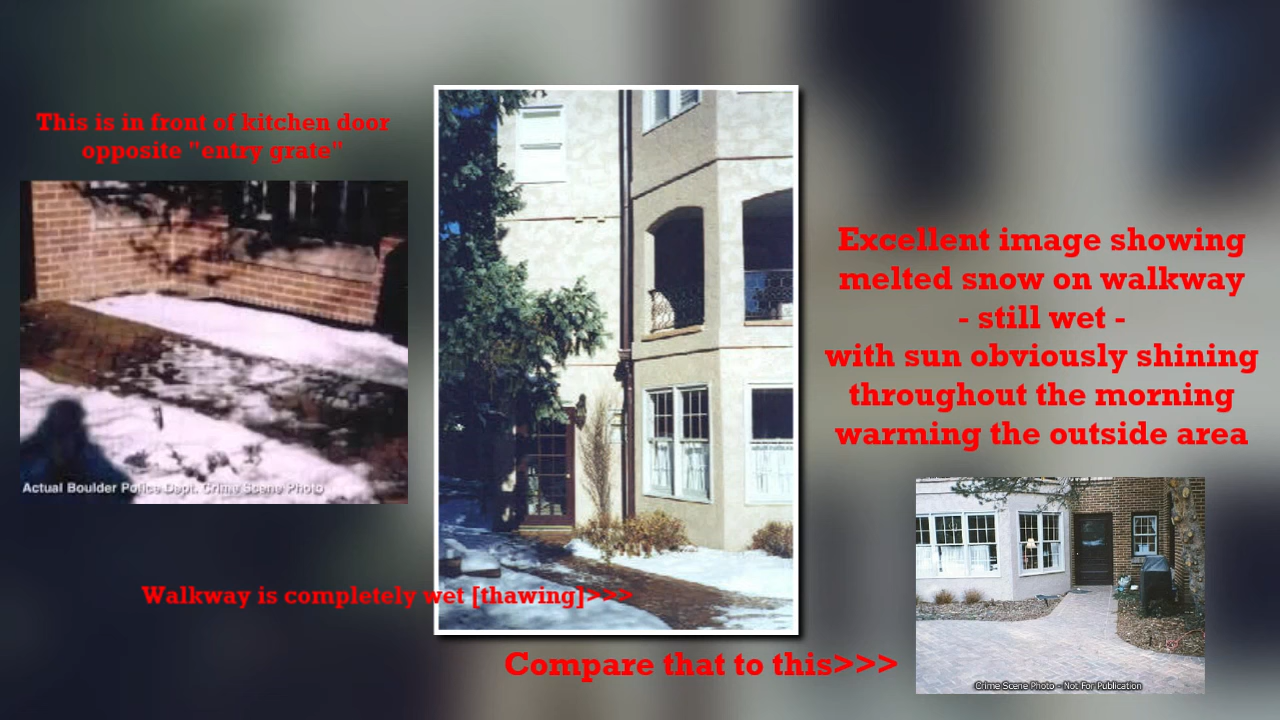 This is in front of kitchen door
opposite "entry grate"
Actual Boulder Police Dept. Crime Scene Photo
Excellent image showing
melted snow on walkway
- still wet -
with sun obviously shining
throughout the morning
warming the outside area
Walkway is completely wet [thawing]>>>
Compare that to this>>>
Crime Scene Photo - Not For Publication